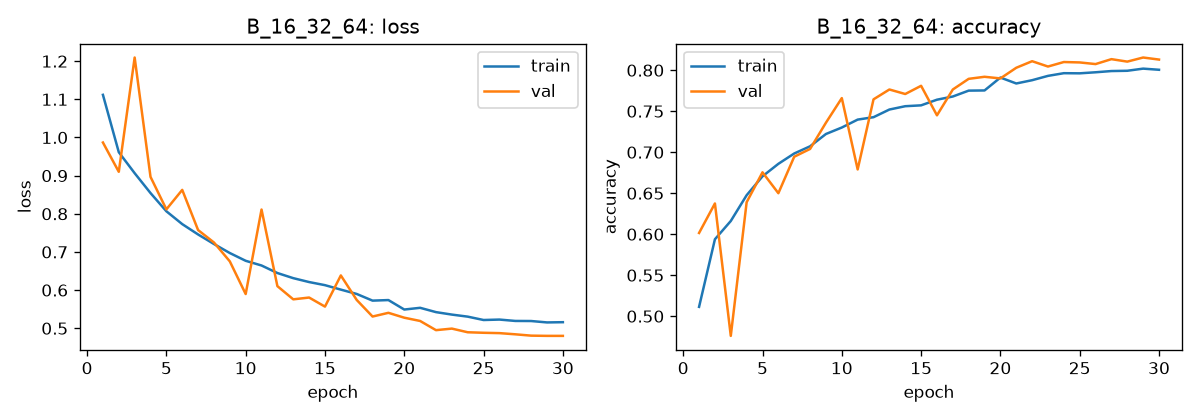 B_16_32_64: loss
train
val
1.2
1.1
1.0
0.9
0.8
0.7
0.6
0.5
loss
0 5 10 15 20 25 30
epoch
B_16_32_64: accuracy
train
val
0.80
0.75
0.70
0.65
0.60
0.55
0.50
accuracy
0 5 10 15 20 25 30
epoch